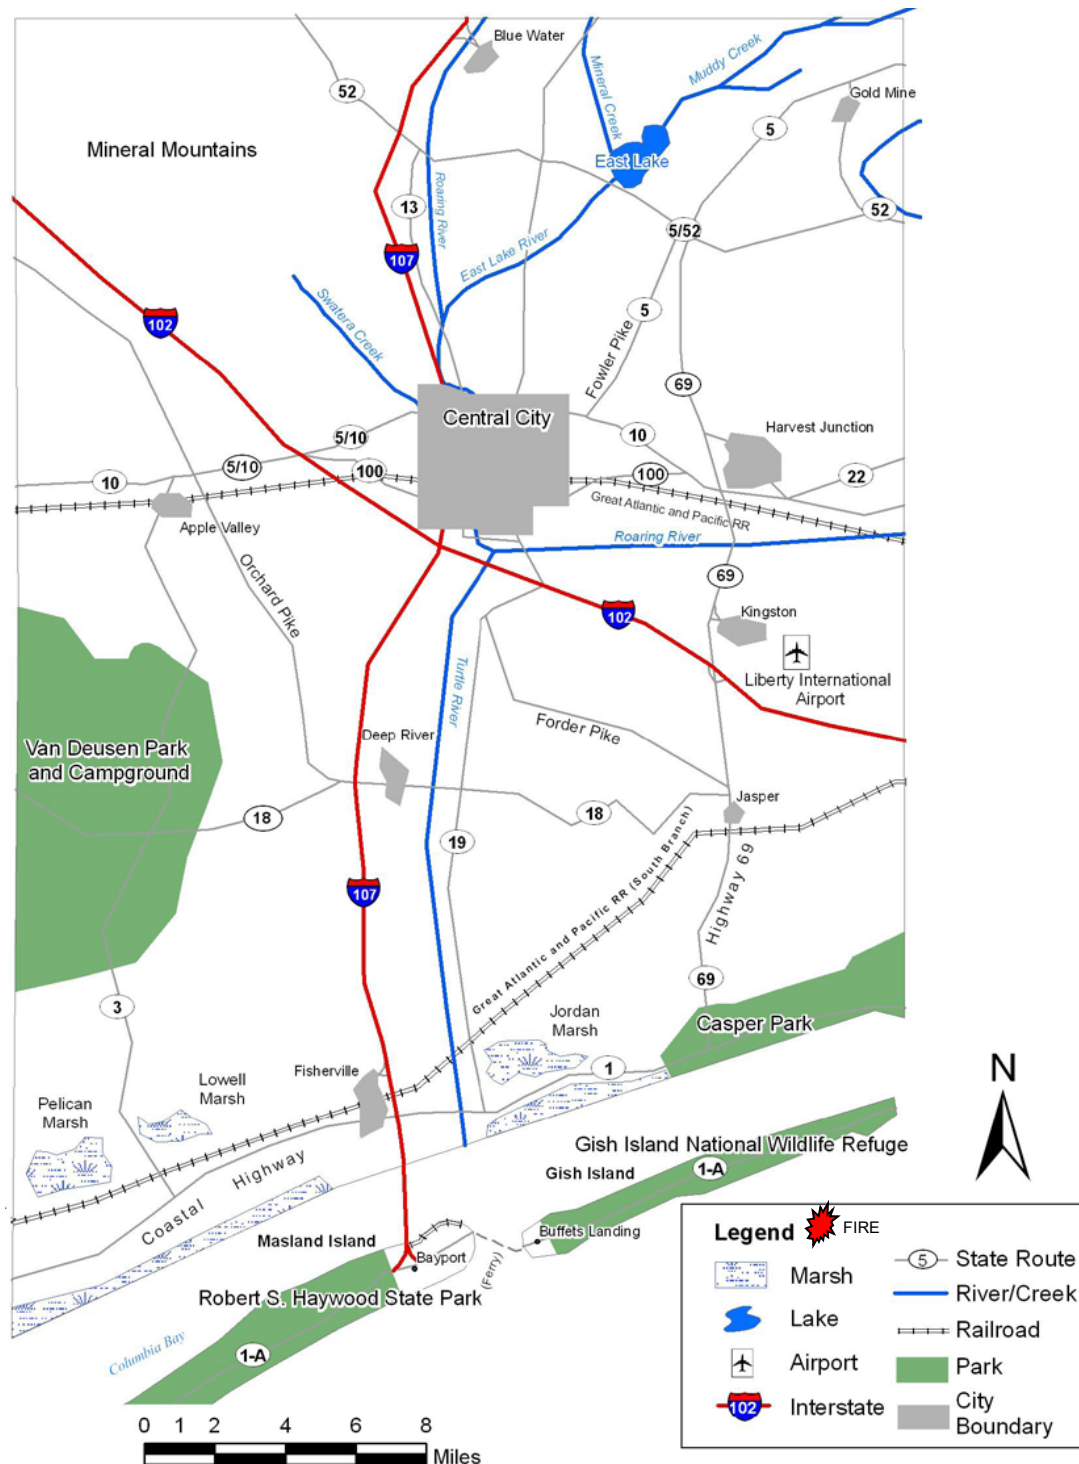 Blue Water
52
Mineral Creek
Muddy Creek
Gold Mine
5
Mineral Mountains
East Lake
13
Roaring River
52
5/52
107
East Lake River
102
Swatera Creek
5
Fowler Pike
69
Central City
Harvest Junction
5/10
10
5/10
100
100
22
10
Great Atlantic and Pacific RR
Apple Valley
Roaring River
Orchard Pike
69
Kingston
102
Liberty International
Airport
Turtle River
Forder Pike
Deep River
Van Deusen Park
and Campground
Jasper
18
18
19
Highway 69
107
Great Atlantic and Pacific RR (South Branch)
69
3
Jordan
Marsh
Casper Park
Fisherville
1
Lowell
Marsh
Pelican
Marsh
N
Gish Island National Wildlife Refuge
1-A
Gish Island
Coastal Highway
Buffets Landing
Masland Island
Bayport
(Ferry)
Robert S. Haywood State Park
Columbia Bay
1-A
Legend
FIRE
Marsh
5
State Route
River/Creek
Lake
Railroad
Airport
Park
102
Interstate
City
Boundary
0 1 2 4 6 8
Miles